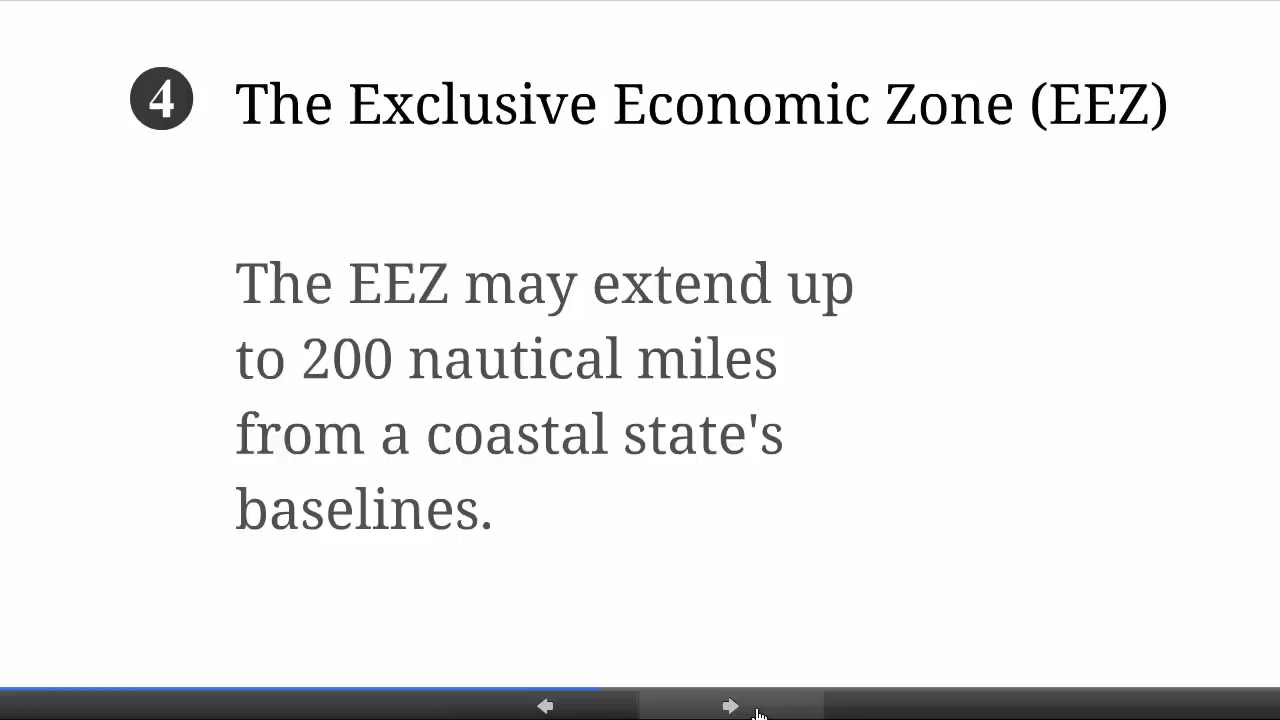 4 The Exclusive Economic Zone (EEZ)
The EEZ may extend up
to 200 nautical miles
from a coastal state's
baselines.